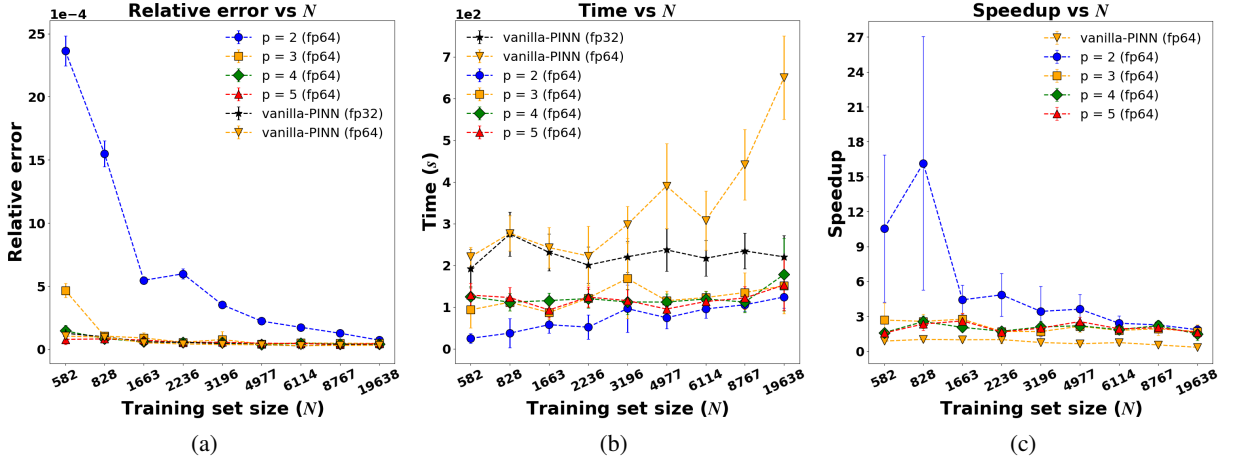 Relative error vs N
1e−4
25
20
15
10
5
0
Relative error
p = 2 (fp64)
p = 3 (fp64)
p = 4 (fp64)
p = 5 (fp64)
vanilla-PINN (fp32)
vanilla-PINN (fp64)
582 828 1663 2236 3196 4977 6114 8767 19638
Training set size (N)
(a)
Time vs N
1e2
7
6
5
4
3
2
1
0
Time (s)
vanilla-PINN (fp32)
vanilla-PINN (fp64)
p = 2 (fp64)
p = 3 (fp64)
p = 4 (fp64)
p = 5 (fp64)
582 828 1663 2236 3196 4977 6114 8767 19638
Training set size (N)
(b)
Speedup vs N
27
24
21
18
15
12
9
6
3
0
Speedup
vanilla-PINN (fp64)
p = 2 (fp64)
p = 3 (fp64)
p = 4 (fp64)
p = 5 (fp64)
582 828 1663 2236 3196 4977 6114 8767 19638
Training set size (N)
(c)